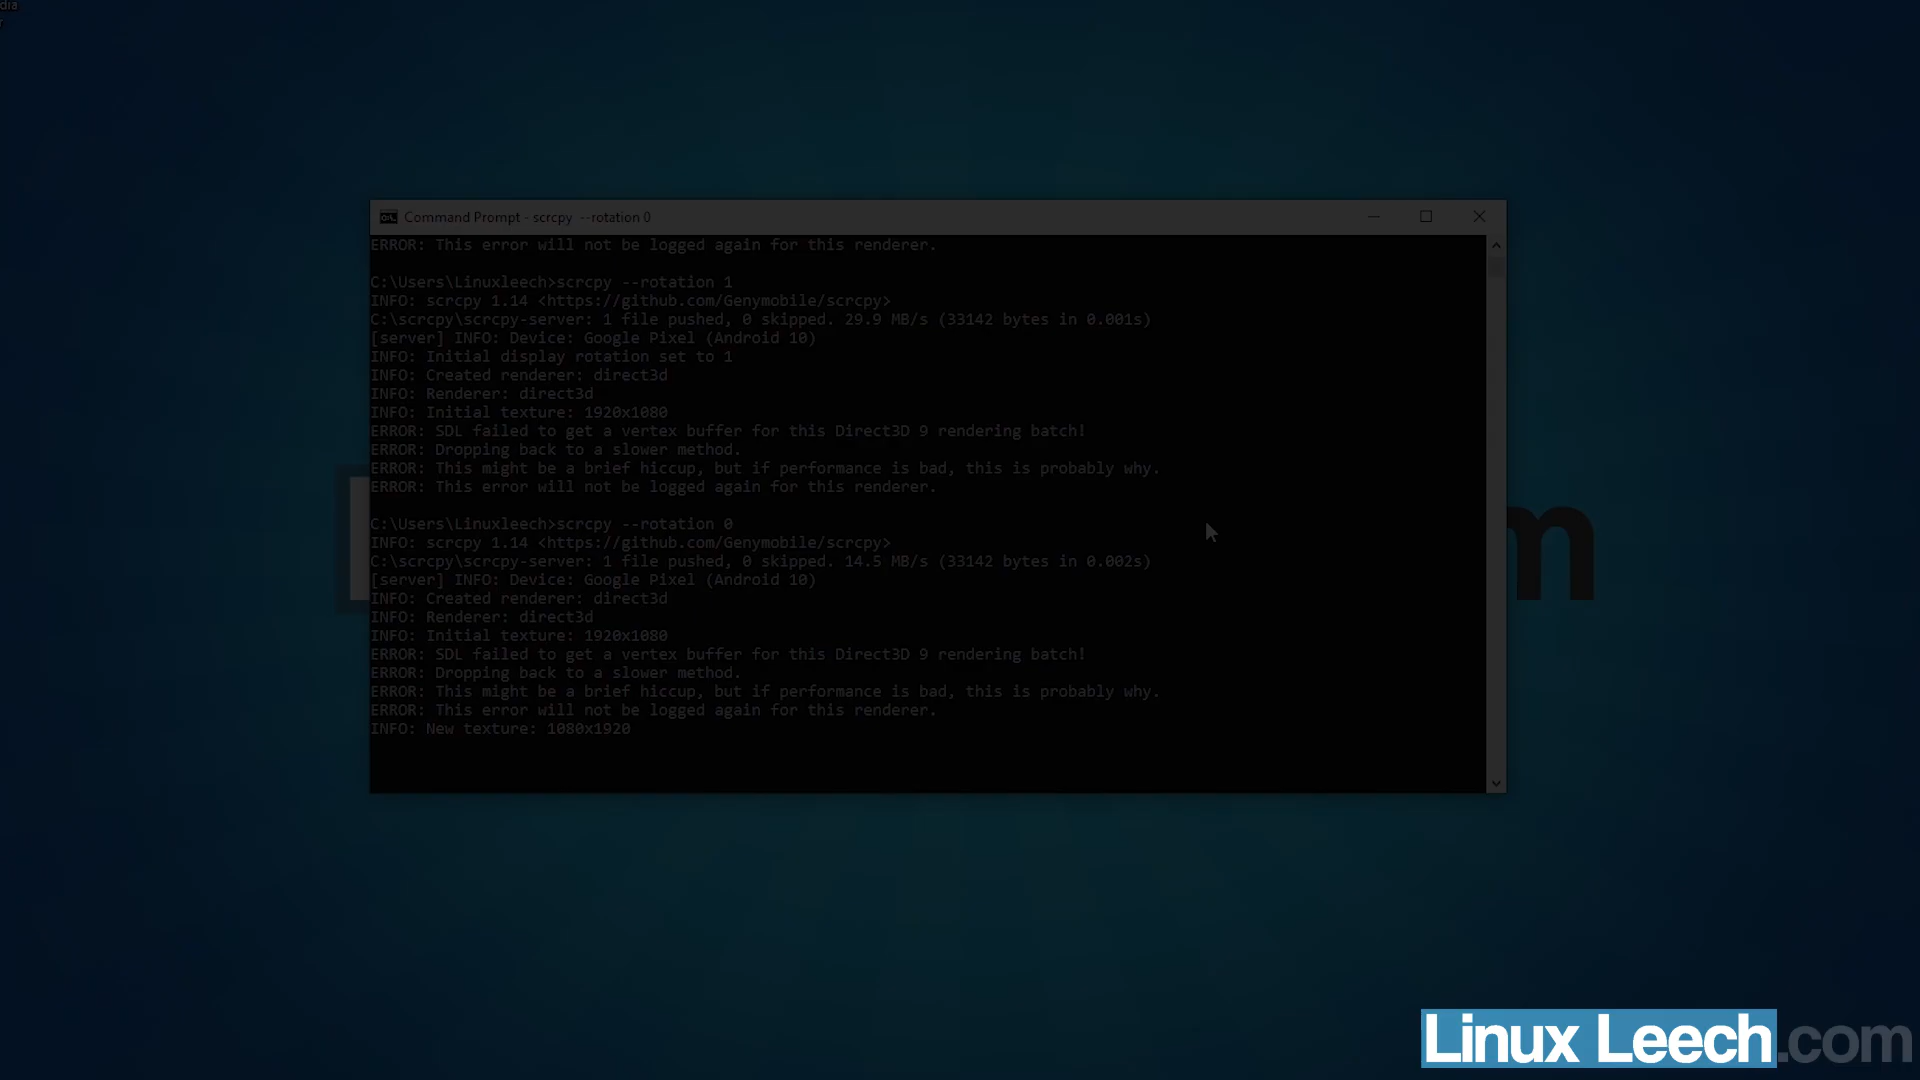 dia
Command Prompt - scrcpy  --rotation 0
ERROR: This error will not be logged again for this renderer.
C:\Users\Linuxleech>scrcpy --rotation 1
INFO: scrcpy 1.14 <https://github.com/Genymobile/scrcpy>
C:\scrcpy\scrcpy-server: 1 file pushed, 0 skipped. 29.9 MB/s (33142 bytes in 0.001s)
[server] INFO: Device: Google Pixel (Android 10)
INFO: Initial display rotation set to 1
INFO: Created renderer: direct3d
INFO: Renderer: direct3d
INFO: Initial texture: 1920x1080
ERROR: SDL failed to get a vertex buffer for this Direct3D 9 rendering batch!
ERROR: Dropping back to a slower method.
ERROR: This might be a brief hiccup, but if performance is bad, this is probably why.
ERROR: This error will not be logged again for this renderer.
C:\Users\Linuxleech>scrcpy --rotation 0
INFO: scrcpy 1.14 <https://github.com/Genymobile/scrcpy>
C:\scrcpy\scrcpy-server: 1 file pushed, 0 skipped. 14.5 MB/s (33142 bytes in 0.002s)
[server] INFO: Device: Google Pixel (Android 10)
INFO: Created renderer: direct3d
INFO: Renderer: direct3d
INFO: Initial texture: 1920x1080
ERROR: SDL failed to get a vertex buffer for this Direct3D 9 rendering batch!
ERROR: Dropping back to a slower method.
ERROR: This might be a brief hiccup, but if performance is bad, this is probably why.
ERROR: This error will not be logged again for this renderer.
INFO: New texture: 1080x1920
m
Linux Leech.com